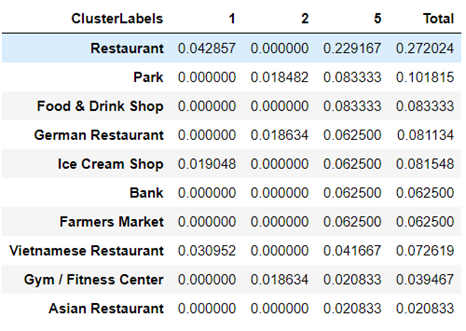 ClusterLabels 1 2 5 Total
Restaurant 0.042857 0.000000 0.229167 0.272024
Park 0.000000 0.018482 0.083333 0.101815
Food & Drink Shop 0.000000 0.000000 0.083333 0.083333
German Restaurant 0.000000 0.018634 0.062500 0.081134
Ice Cream Shop 0.019048 0.000000 0.062500 0.081548
Bank 0.000000 0.000000 0.062500 0.062500
Farmers Market 0.000000 0.000000 0.062500 0.062500
Vietnamese Restaurant 0.030952 0.000000 0.041667 0.072619
Gym / Fitness Center 0.000000 0.018634 0.020833 0.039467
Asian Restaurant 0.000000 0.000000 0.020833 0.020833